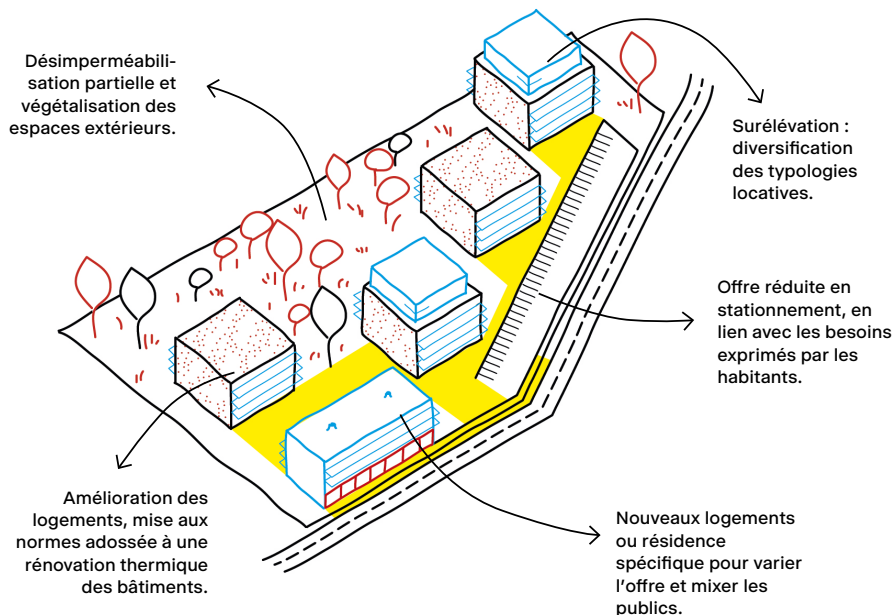 Désimperméabili-
sation partielle et
végétalisation des
espaces extérieurs.
Surélévation :
diversification
des typologies
locatives.
Offre réduite en
stationnement, en
lien avec les besoins
exprimés par les
habitants.
Amélioration des
logements, mise aux
normes adossée à une
rénovation thermique
des bâtiments.
Nouveaux logements
ou résidence
spécifique pour varier
l'offre et mixer les
publics.